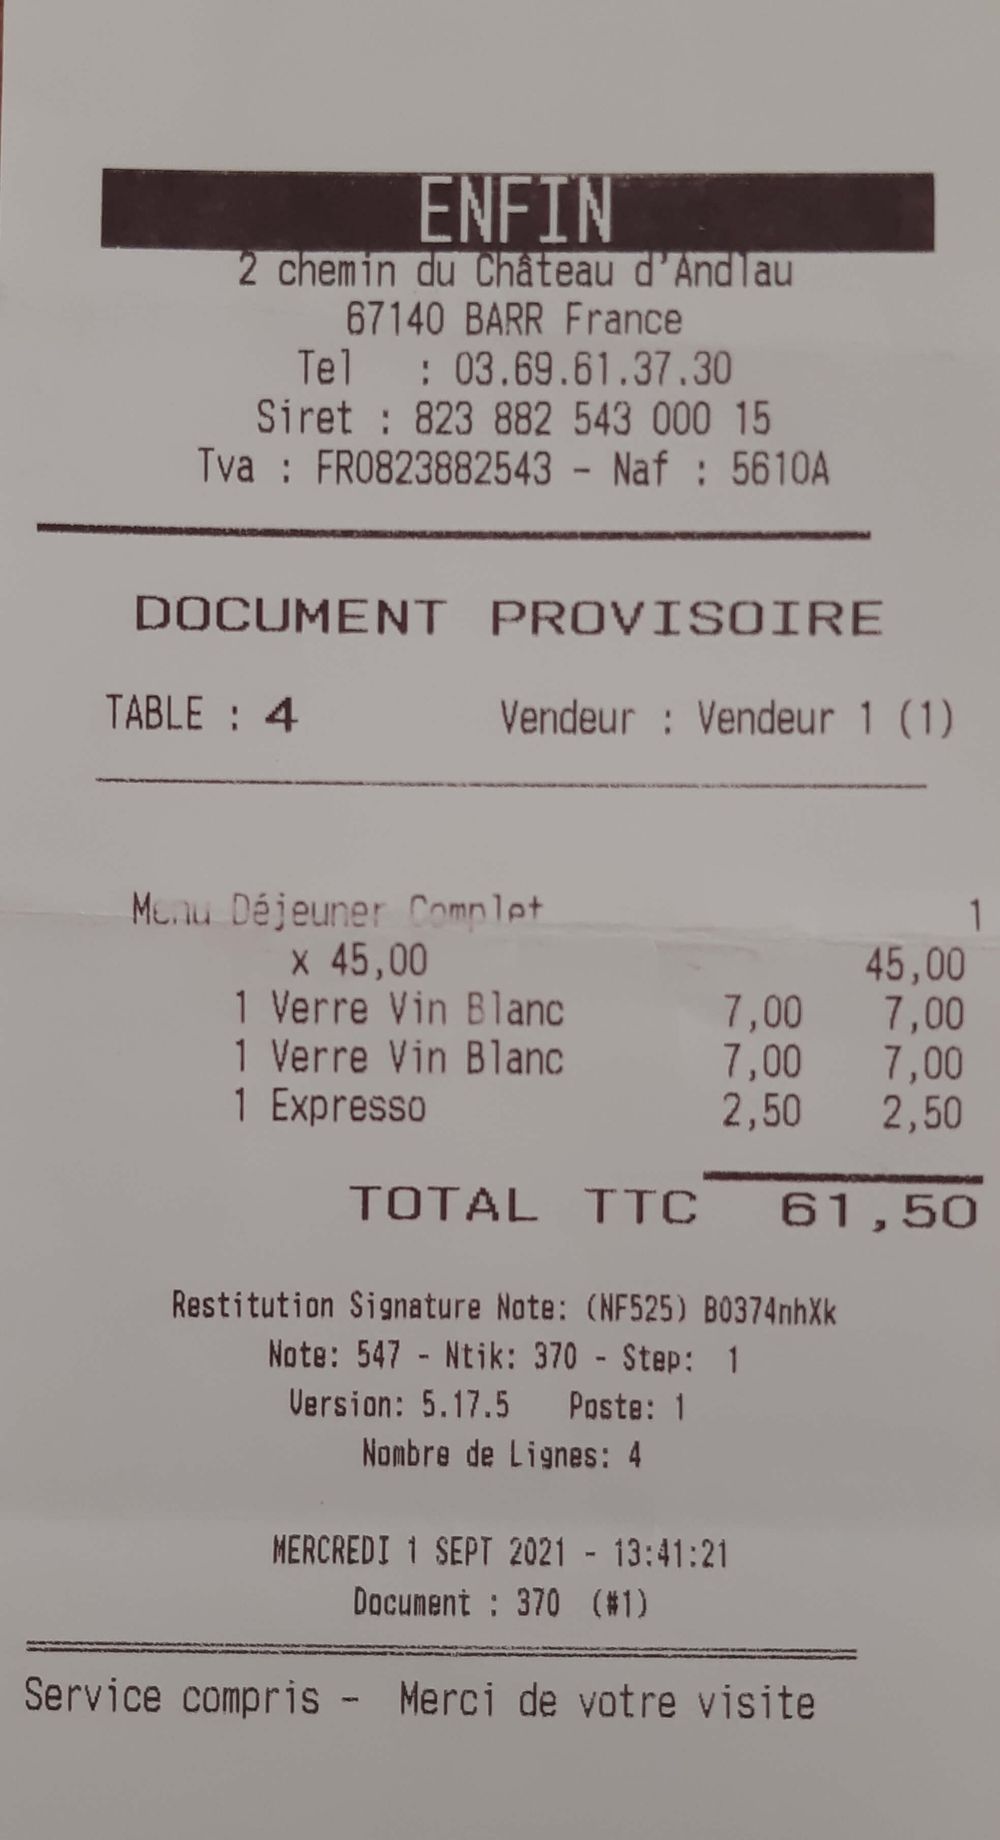 ENFIN
2 chemin du Château d'Andlau
67140 BARR France
Tel : 03.69.61.37.30
Siret : 823 882 543 000 15
Tva : FR0823882543 - Naf : 5610A
DOCUMENT PROVISOIRE
TABLE : 4 Vendeur : Vendeur 1 (1)
Menu Déjeuner Complet 1
x 45,00 45,00
1 Verre Vin Blanc 7,00 7,00
1 Verre Vin Blanc 7,00 7,00
1 Expresso 2,50 2,50
TOTAL TTC 61,50
Restitution Signature Note: (NF525) B0374nhXk
Note: 547 - Ntik: 370 - Step: 1
Version: 5.17.5 Poste: 1
Nombre de Lignes: 4
MERCREDI 1 SEPT 2021 - 13:41:21
Document : 370 (#1)
Service compris - Merci de votre visite